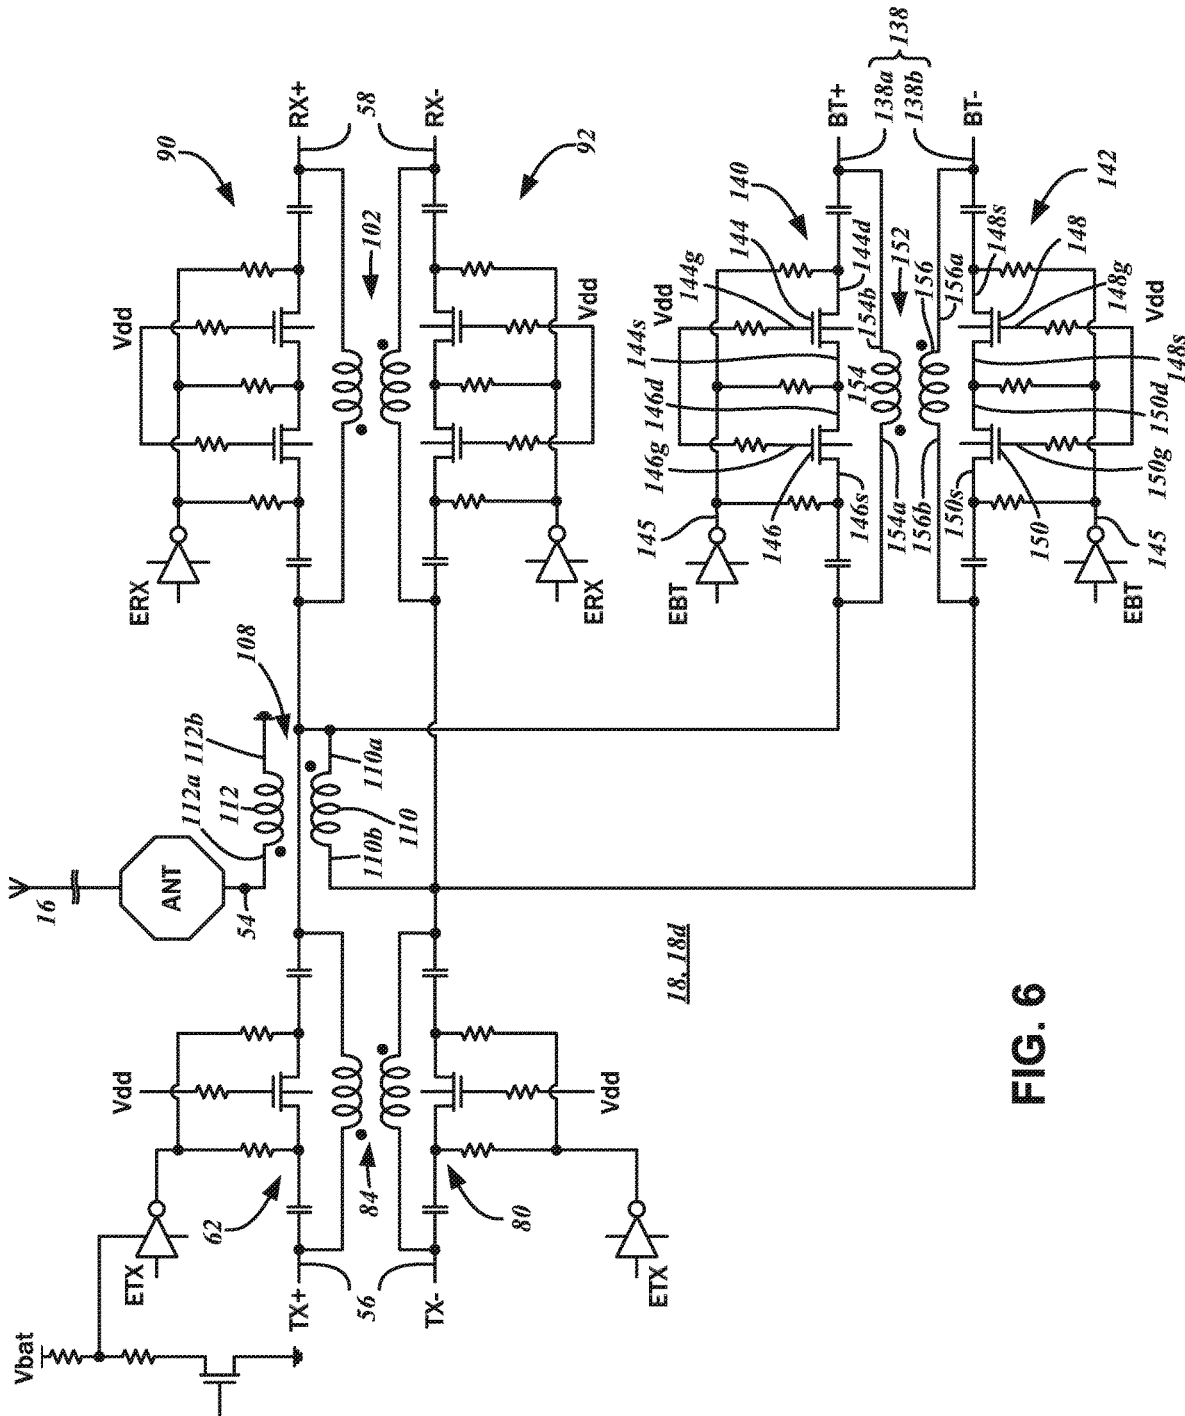 90
RX+
58
RX-
92
102
Vdd
Vdd
ERX
ERX
108
112b
112a
112
110a
110
110b
16
ANT
54
Vdd
Vdd
62
84
80
ETX
ETX
TX+
56
TX-
Vbat
138
138a
138b
BT+
BT-
140
142
144
144d
144g
144s
Vdd
152
154b
154
154a
156
156a
156b
148s
148
148g
Vdd
148s
146d
146g
146
146s
145
EBT
150d
150g
150s
150
145
EBT
18, 18d
FIG. 6